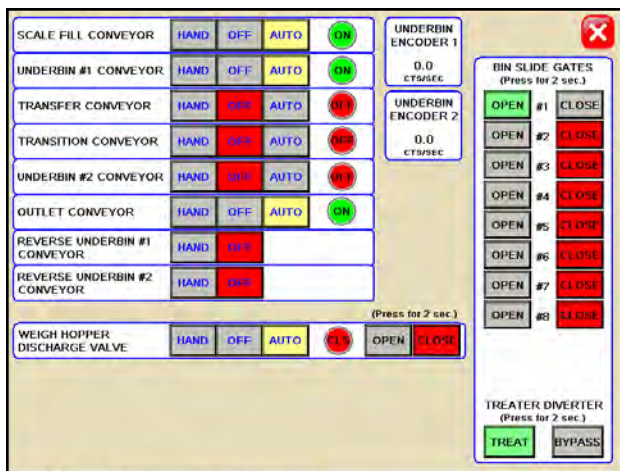 SCALE FILL CONVEYOR HAND OFF AUTO ON
UNDERBIN #1 CONVEYOR HAND OFF AUTO ON
TRANSFER CONVEYOR HAND OFF AUTO OFF
TRANSITION CONVEYOR HAND OFF AUTO OFF
UNDERBIN #2 CONVEYOR HAND OFF AUTO OFF
OUTLET CONVEYOR HAND OFF AUTO ON
REVERSE UNDERBIN #1
CONVEYOR
HAND OFF
REVERSE UNDERBIN #2
CONVEYOR
HAND OFF
(Press for 2 sec.)
WEIGH HOPPER
DISCHARGE VALVE
HAND OFF AUTO CLS OPEN CLOSE
UNDERBIN
ENCODER 1
0.0
CTS/SEC
UNDERBIN
ENCODER 2
0.0
CTS/SEC
BIN SLIDE GATES
(Press for 2 sec.)
OPEN #1 CLOSE
OPEN #2 CLOSE
OPEN #3 CLOSE
OPEN #4 CLOSE
OPEN #5 CLOSE
OPEN #6 CLOSE
OPEN #7 CLOSE
OPEN #8 CLOSE
TREATER DIVERTER
(Press for 2 sec.)
TREAT BYPASS